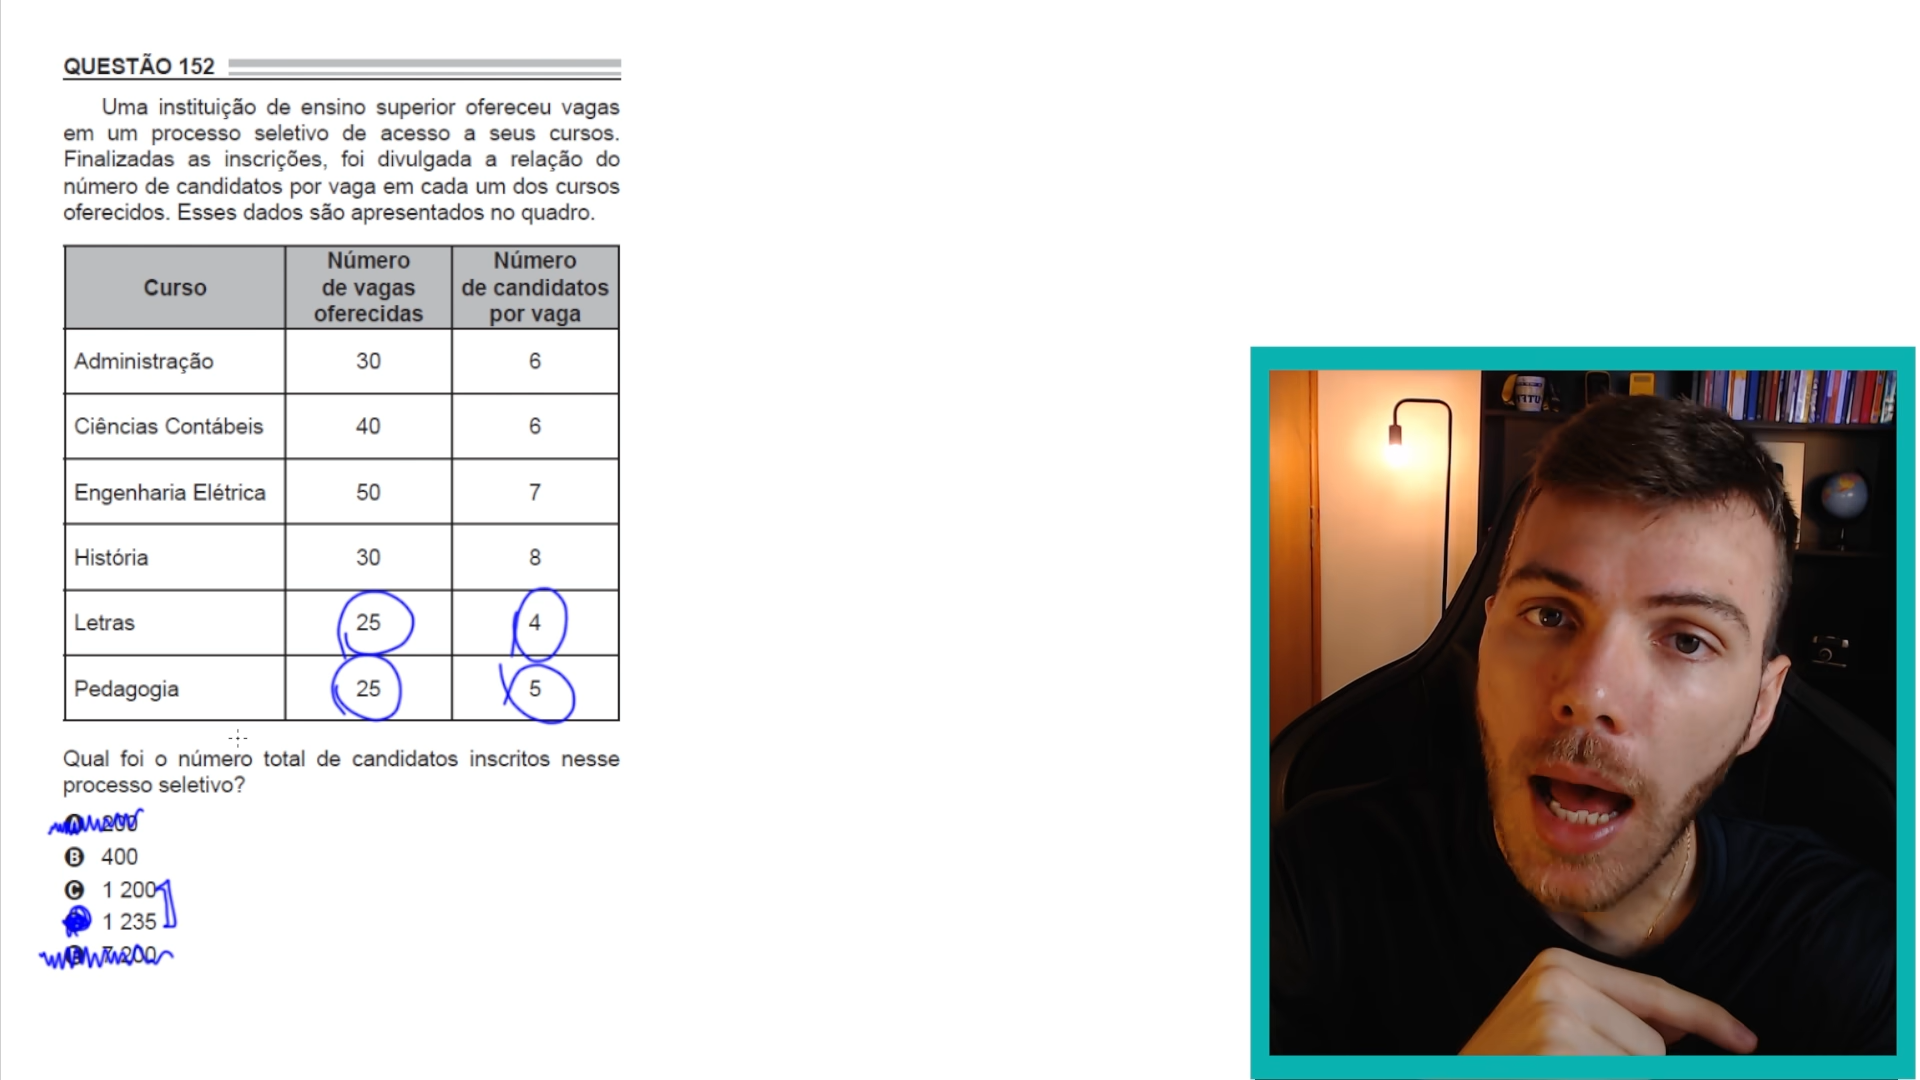 QUESTÃO 152
Uma instituição de ensino superior ofereceu vagas
em um processo seletivo de acesso a seus cursos.
Finalizadas as inscrições, foi divulgada a relação do
número de candidatos por vaga em cada um dos cursos
oferecidos. Esses dados são apresentados no quadro.
Curso Número de vagas oferecidas Número de candidatos por vaga
Administração 30 6
Ciências Contábeis 40 6
Engenharia Elétrica 50 7
História 30 8
Letras 25 4
Pedagogia 25 5
Qual foi o número total de candidatos inscritos nesse
processo seletivo?
A 200
B 400
C 1 200
1 235
E 7 200